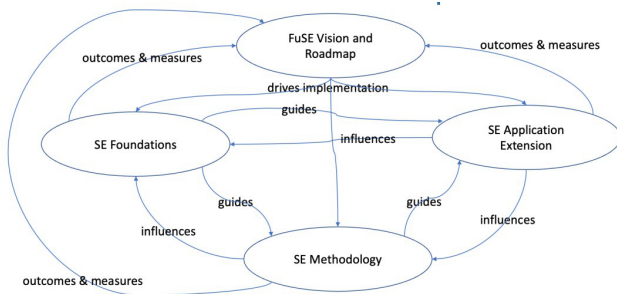 FuSE Vision and
Roadmap
outcomes & measures
outcomes & measures
drives implementation
guides
SE Foundations
influences
SE Application
Extension
guides
guides
influences
influences
SE Methodology
outcomes & measures